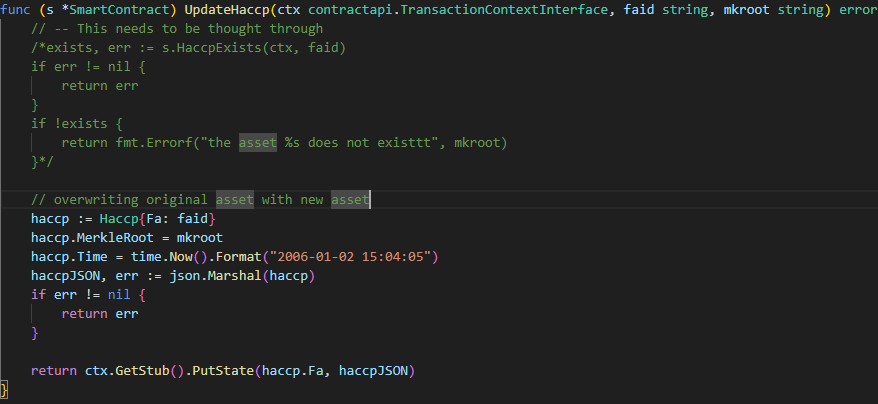 func (s *SmartContract) UpdateHaccp(ctx contractapi.TransactionContextInterface, faid string, mkroot string) error
// -- This needs to be thought through
/*exists, err := s.HaccpExists(ctx, faid)
if err != nil {
return err
}
if !exists {
return fmt.Errorf("the asset %s does not existtt", mkroot)
}*/
// overwriting original asset with new asset
haccp := Haccp{Fa: faid}
haccp.MerkleRoot = mkroot
haccp.Time = time.Now().Format("2006-01-02 15:04:05")
haccpJSON, err := json.Marshal(haccp)
if err != nil {
return err
}
return ctx.GetStub().PutState(haccp.Fa, haccpJSON)
}